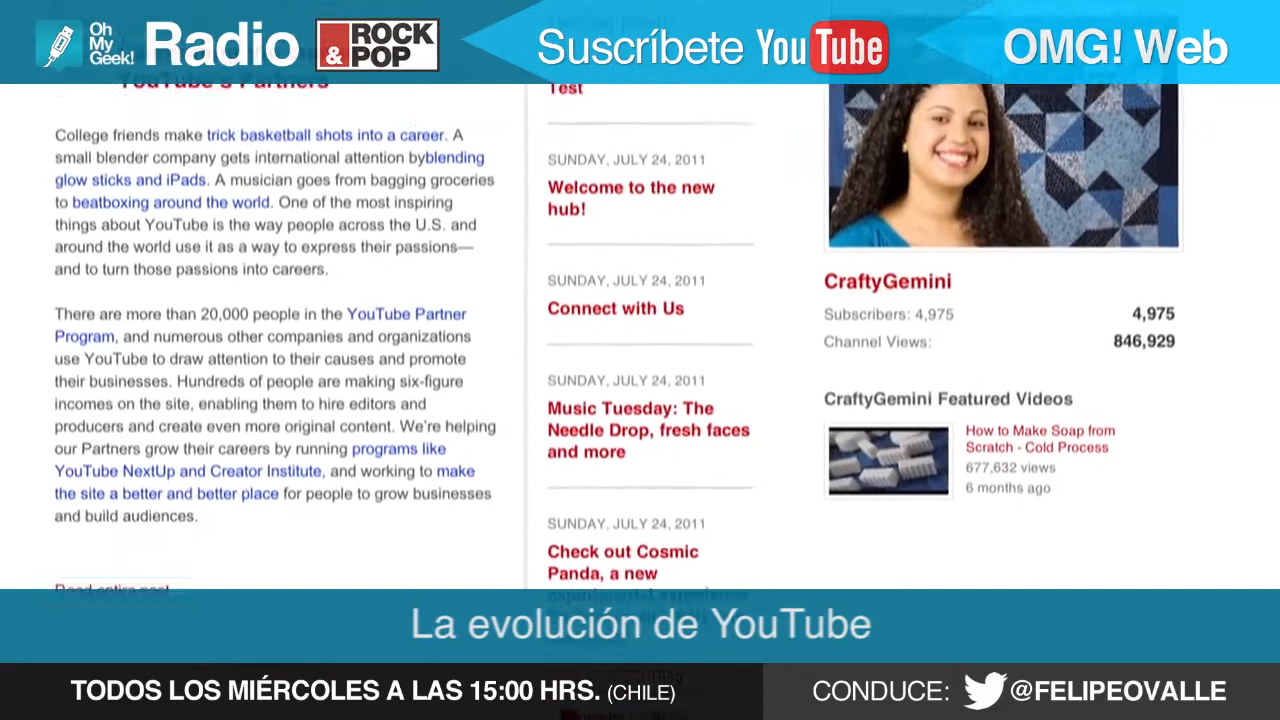 Oh
My
Geek!
Radio
ROCK
& POP
Suscríbete YouTube
OMG! Web
YouTube's Partners
College friends make trick basketball shots into a career. A
small blender company gets international attention byblending
glow sticks and iPads. A musician goes from bagging groceries
to beatboxing around the world. One of the most inspiring
things about YouTube is the way people across the U.S. and
around the world use it as a way to express their passions—
and to turn those passions into careers.
There are more than 20,000 people in the YouTube Partner
Program, and numerous other companies and organizations
use YouTube to draw attention to their causes and promote
their businesses. Hundreds of people are making six-figure
incomes on the site, enabling them to hire editors and
producers and create even more original content. We're helping
our Partners grow their careers by running programs like
YouTube NextUp and Creator Institute, and working to make
the site a better and better place for people to grow businesses
and build audiences.
Read entire post
Test
SUNDAY, JULY 24, 2011
Welcome to the new
hub!
SUNDAY, JULY 24, 2011
Connect with Us
SUNDAY, JULY 24, 2011
Music Tuesday: The
Needle Drop, fresh faces
and more
SUNDAY, JULY 24, 2011
Check out Cosmic
Panda, a new
experimental experience
CraftyGemini
Subscribers: 4,975 4,975
Channel Views: 846,929
CraftyGemini Featured Videos
How to Make Soap from
Scratch - Cold Process
677,632 views
6 months ago
La evolución de YouTube
TODOS LOS MIÉRCOLES A LAS 15:00 HRS. (CHILE)
CONDUCE: @FELIPEOVALLE